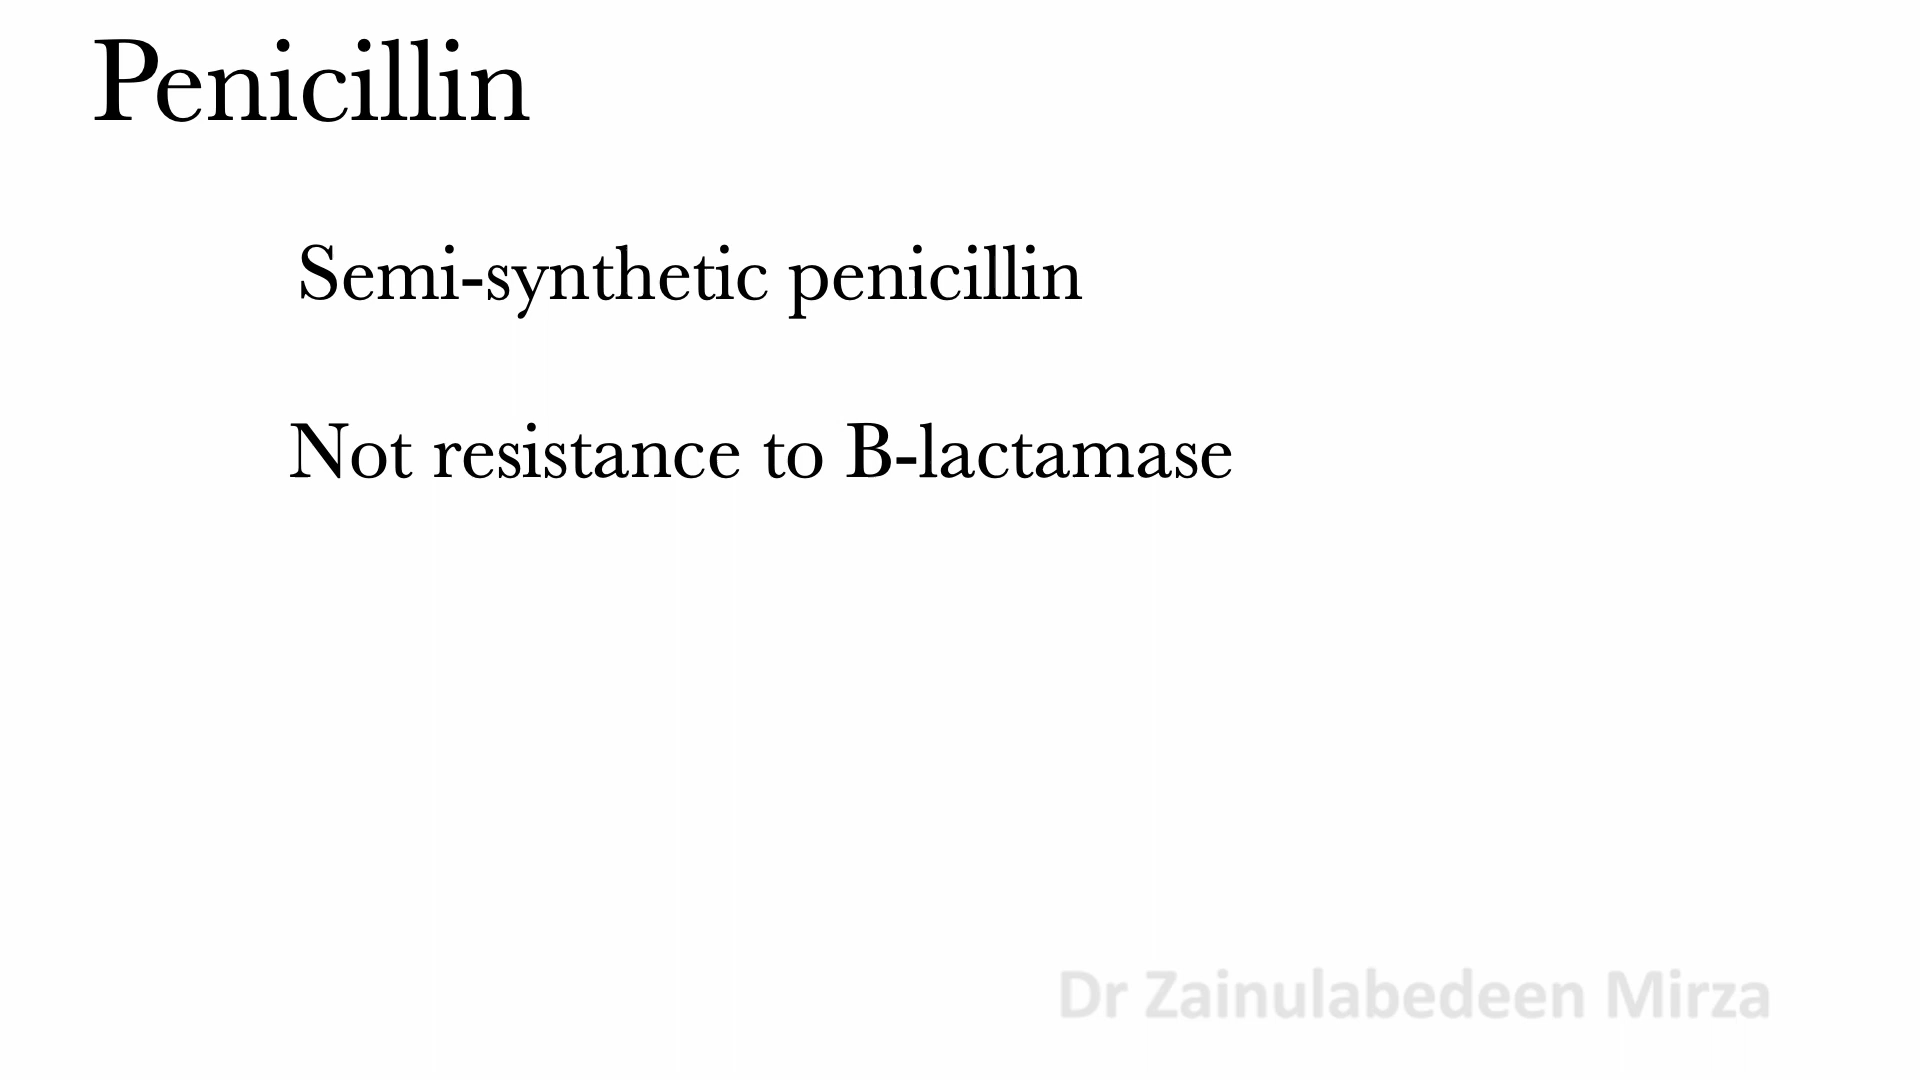 Penicillin
Semi-synthetic penicillin
Not resistance to B-lactamase
Dr Zainulabedeen Mirza